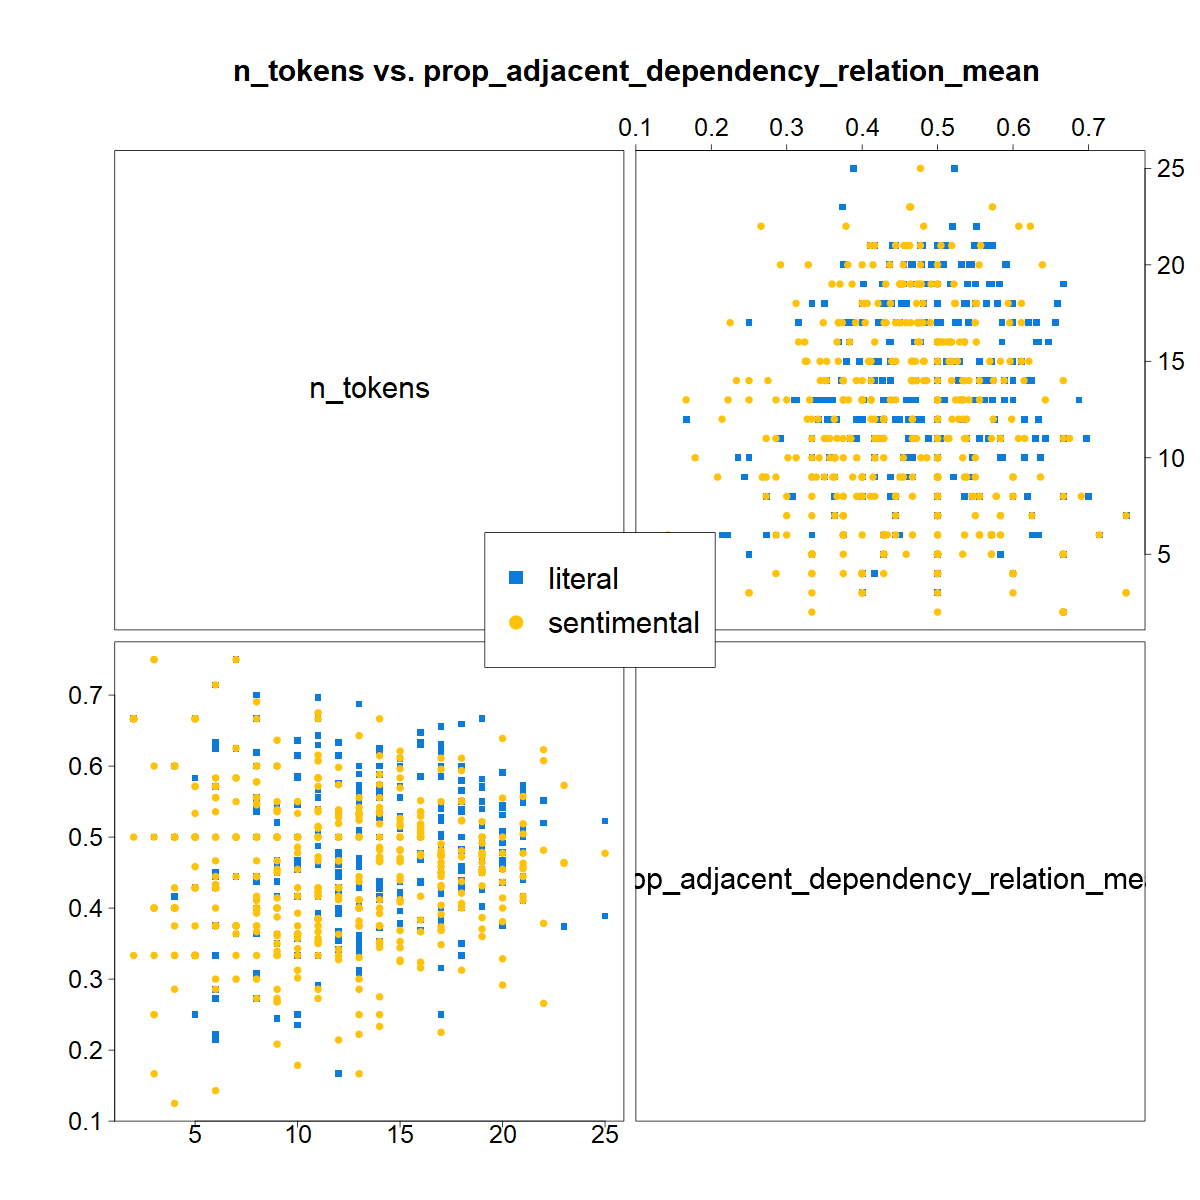 n_tokens vs. prop_adjacent_dependency_relation_mean
0.1 0.2 0.3 0.4 0.5 0.6 0.7
25
20
15
10
5
n_tokens
literal
sentimental
0.7
0.6
0.5
0.4
0.3
0.2
0.1
op_adjacent_dependency_relation_me
5 10 15 20 25